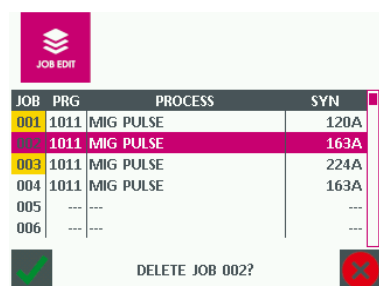 JOB EDIT
JOB PRG PROCESS SYN
001 1011 MIG PULSE 120A
002 1011 MIG PULSE 163A
003 1011 MIG PULSE 224A
004 1011 MIG PULSE 163A
005 --- --- ---
006 --- --- ---
DELETE JOB 002?